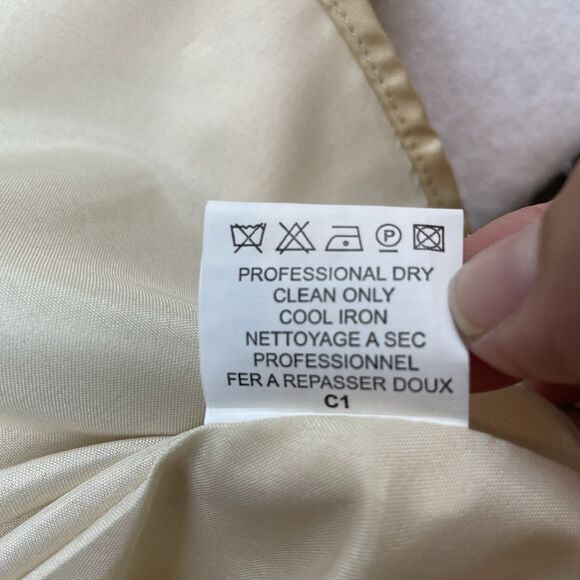 P
PROFESSIONAL DRY
CLEAN ONLY
COOL IRON
NETTOYAGE A SEC
PROFESSIONNEL
FER A REPASSER DOUX
C1